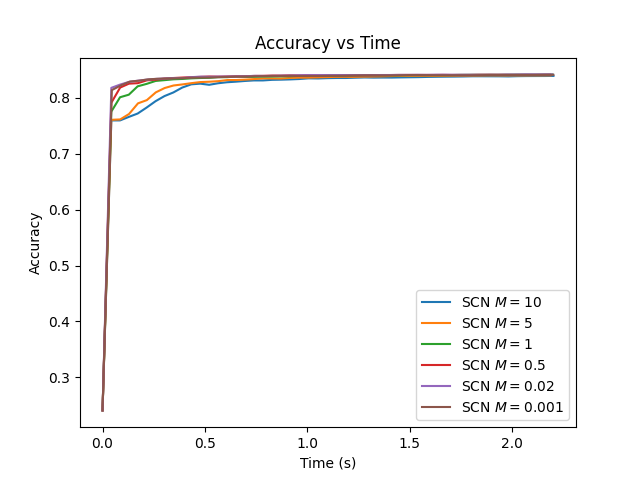 Accuracy vs Time
Accuracy
0.8
0.7
0.6
0.5
0.4
0.3
SCN M = 10
SCN M = 5
SCN M = 1
SCN M = 0.5
SCN M = 0.02
SCN M = 0.001
0.0 0.5 1.0 1.5 2.0
Time (s)